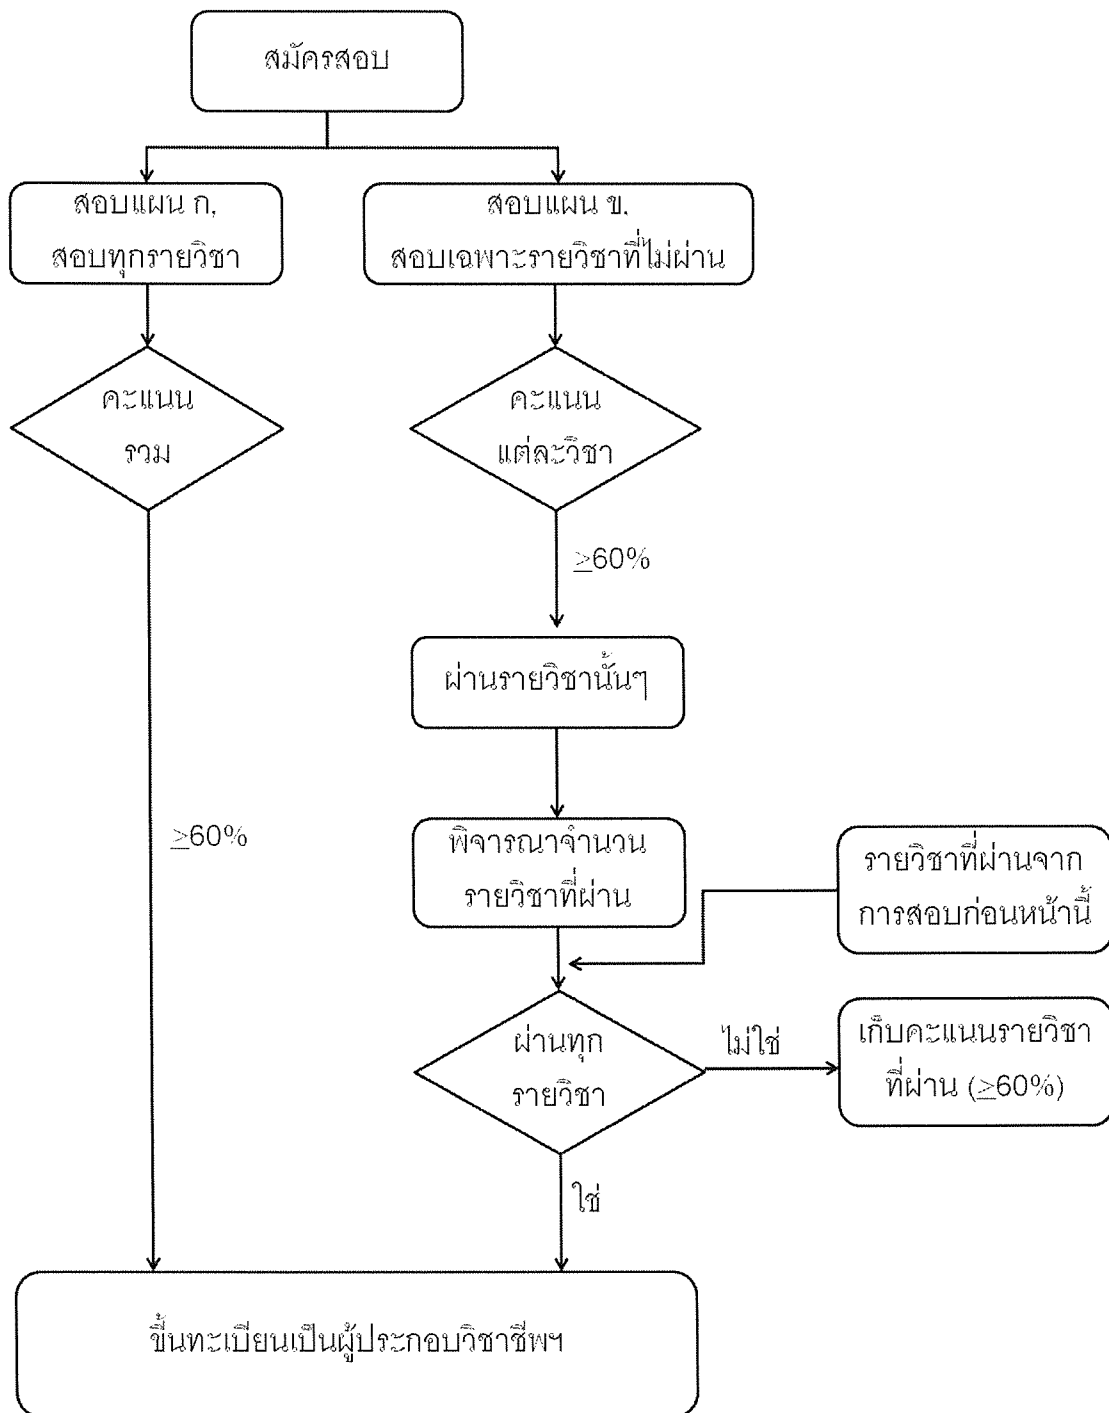 สมัครสอบ
สอบแผน ก,
สอบทุกรายวิชา
สอบแผน ข,
สอบเฉพาะรายวิชาที่ไม่ผ่าน
คะแนน
รวม
คะแนน
แต่ละวิชา
≥60%
ผ่านรายวิชานั้นๆ
≥60%
พิจารณาจำนวน
รายวิชาที่ผ่าน
รายวิชาที่ผ่านจาก
การสอบก่อนหน้านี้
ผ่านทุก
รายวิชา
ไม่ใช่
เก็บคะแนนรายวิชา
ที่ผ่าน (≥60%)
ใช่
ขึ้นทะเบียนเป็นผู้ประกอบวิชาชีพฯ